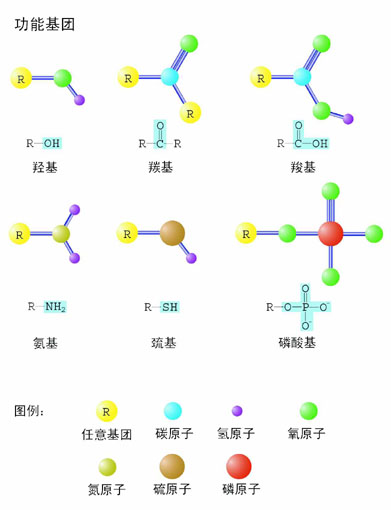 功能基团
R R R R
R—OH
O
R—C—R
O
R—C—OH
羟基 羰基 羧基
R R R
R—NH₂
R—SH
O
R—O—P—O⁻
O⁻
氨基 巯基 磷酸基
图例:
R
任意基团 碳原子 氢原子 氧原子
氮原子 硫原子 磷原子